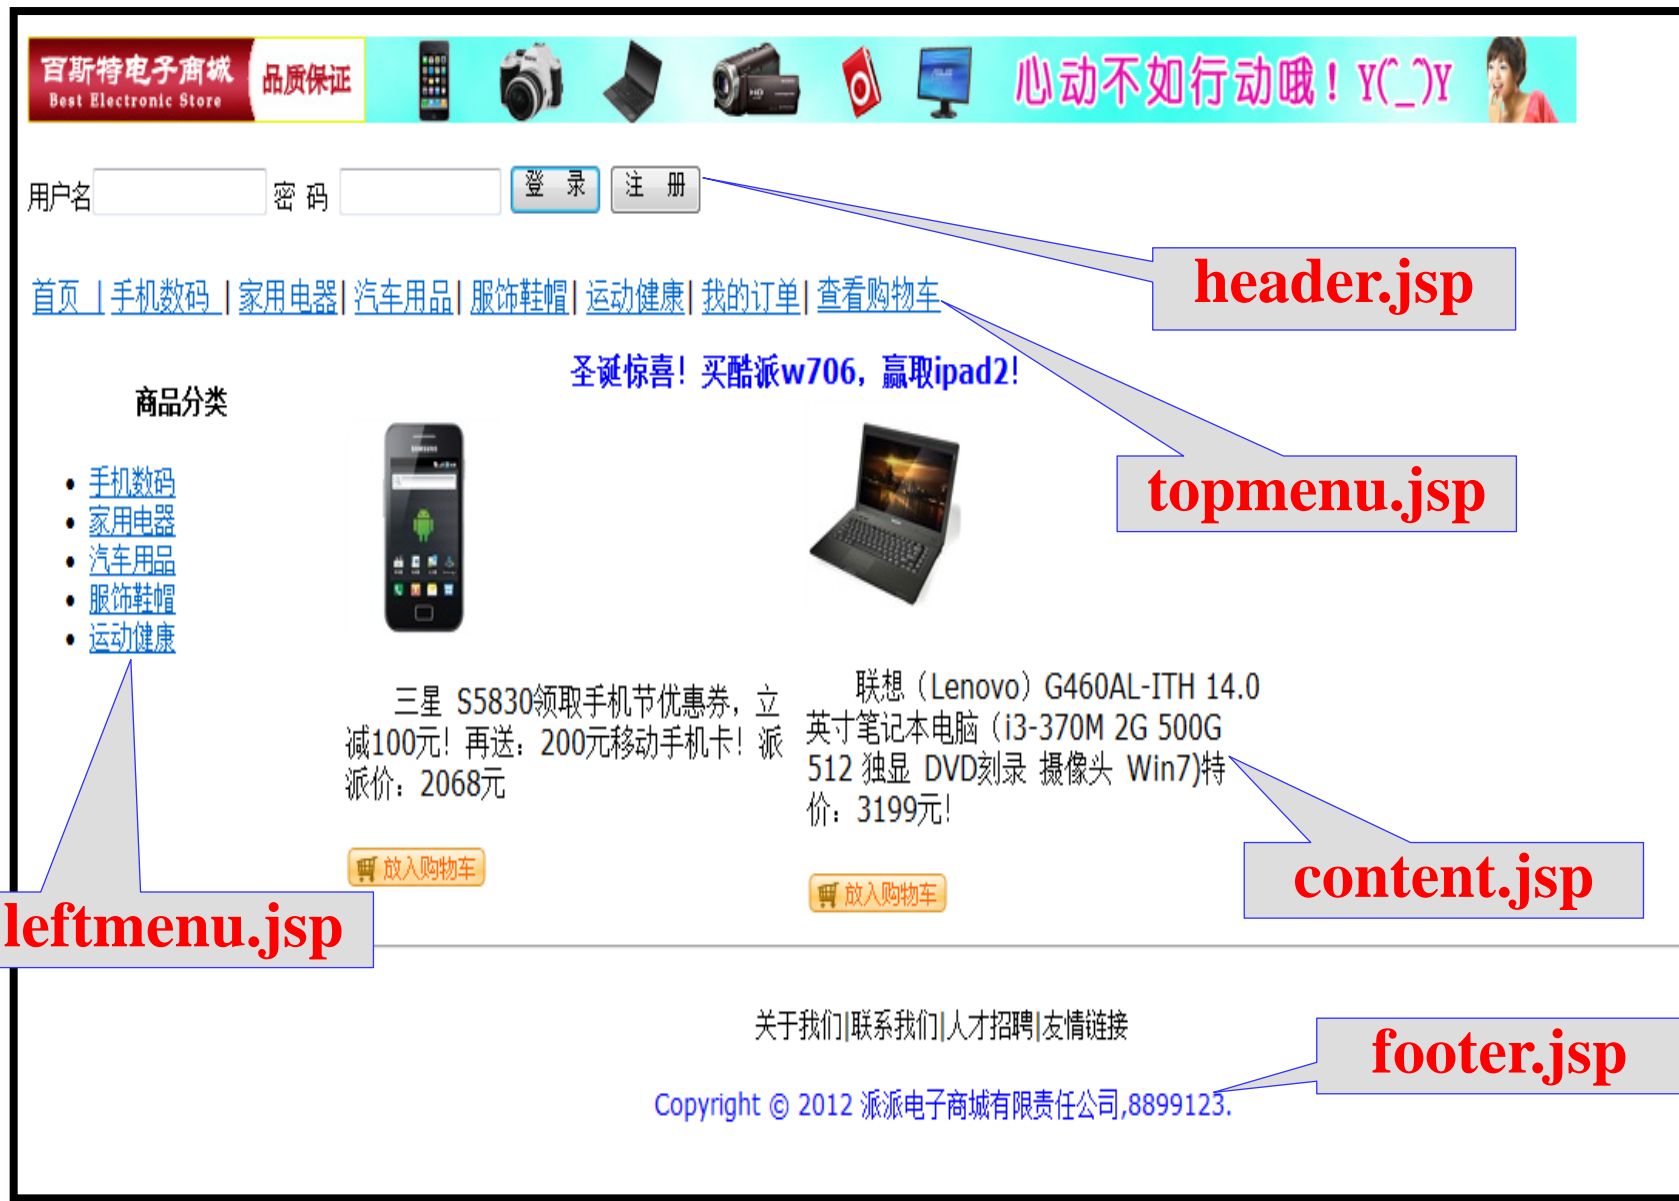 百斯特电子商城 品质保证
Best Electronic Store
心动不如行动哦！Y(^_^)Y
用户名 密 码 登 录 注 册
header.jsp
首页 | 手机数码 | 家用电器| 汽车用品| 服饰鞋帽| 运动健康| 我的订单| 查看购物车
topmenu.jsp
圣诞惊喜！买酷派w706，赢取ipad2！
商品分类
• 手机数码
• 家用电器
• 汽车用品
• 服饰鞋帽
• 运动健康
leftmenu.jsp
SAMSUNG
三星 S5830领取手机节优惠券，立
减100元！再送：200元移动手机卡！派
派价：2068元
放入购物车
联想（Lenovo）G460AL-ITH 14.0
英寸笔记本电脑（i3-370M 2G 500G
512 独显 DVD刻录 摄像头 Win7)特
价：3199元！
放入购物车
content.jsp
关于我们|联系我们|人才招聘|友情链接
footer.jsp
Copyright © 2012 派派电子商城有限责任公司,8899123.